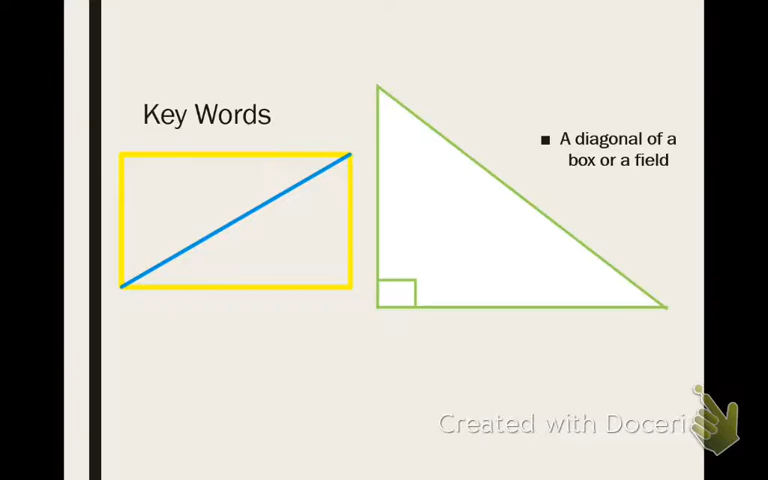 Key Words
A diagonal of a
box or a field
Created with Doceri